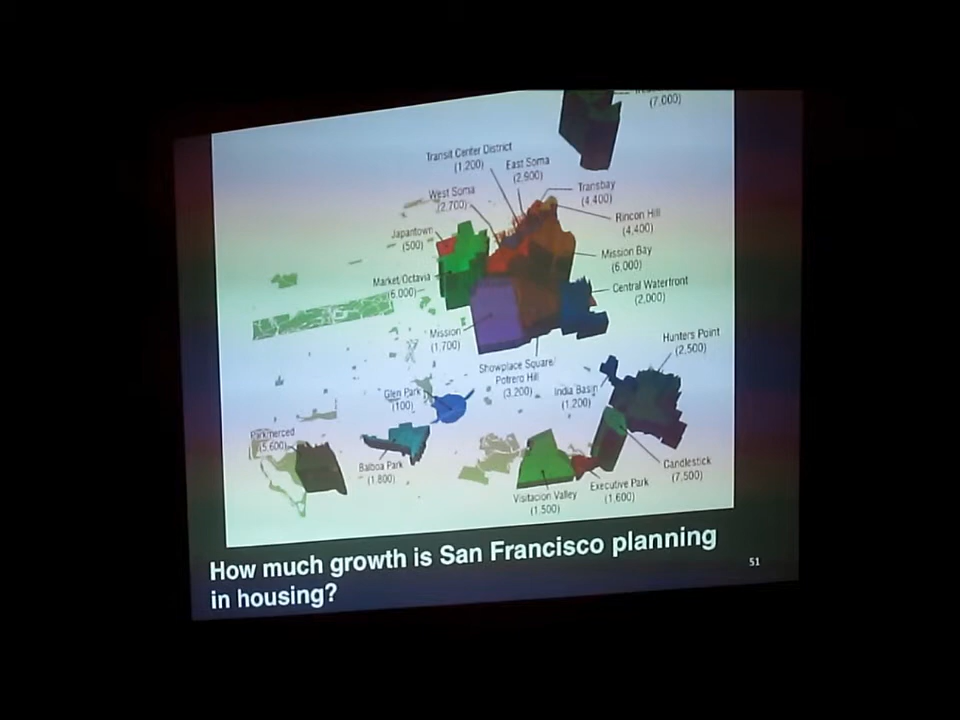 (7,000)
Transit Center District
(1,200)
East Soma
(2,900)
West Soma
(2,700)
Transbay
(4,400)
Rincon Hill
(4,400)
Japantown
(500)
Mission Bay
(6,000)
Market/Octavia
(6,000)
Central Waterfront
(2,000)
Mission
(1,700)
Hunters Point
(2,500)
Showplace Square/
Potrero Hill
(3,200)
India Basin
(1,200)
Glen Park
(100)
Parkmerced
(5,600)
Balboa Park
(1,800)
Candlestick
(7,500)
Executive Park
(1,600)
Visitacion Valley
(1,500)
How much growth is San Francisco planning
in housing?
51